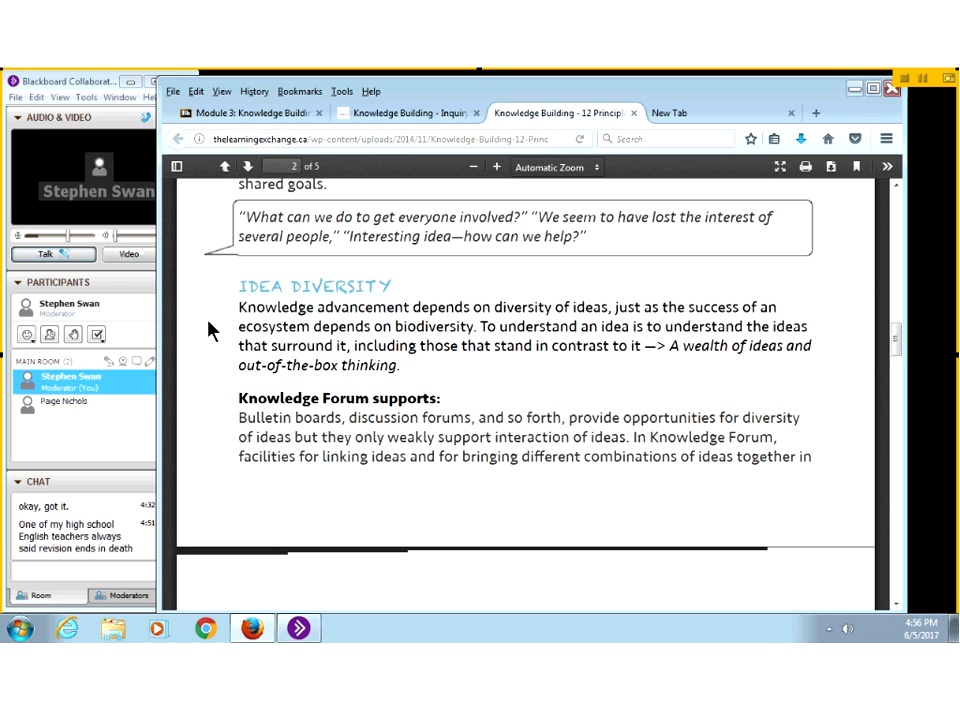 Blackboard Collaborat...
File Edit View Tools Window Hel
AUDIO & VIDEO
Stephen Swan
Talk
Video
PARTICIPANTS
Stephen Swan
Moderator
MAIN ROOM (2)
Stephen Swan
Moderator (You)
Paige Nichols
CHAT
okay, got it. 4:32
One of my high school 4:51
English teachers always
said revision ends in death
Room
Moderators
File Edit View History Bookmarks Tools Help
Module 3: Knowledge Buildin
Knowledge Building - Inquiry
Knowledge Building - 12 Principl
New Tab
thelearningexchange.ca/wp-content/uploads/2014/11/Knowledge-Building-12-Princ
Search
2 of 5
Automatic Zoom
shared goals.
"What can we do to get everyone involved?" "We seem to have lost the interest of
several people," "Interesting idea—how can we help?"
IDEA DIVERSITY
Knowledge advancement depends on diversity of ideas, just as the success of an
ecosystem depends on biodiversity. To understand an idea is to understand the ideas
that surround it, including those that stand in contrast to it —> A wealth of ideas and
out-of-the-box thinking.
Knowledge Forum supports:
Bulletin boards, discussion forums, and so forth, provide opportunities for diversity
of ideas but they only weakly support interaction of ideas. In Knowledge Forum,
facilities for linking ideas and for bringing different combinations of ideas together in
4:56 PM
6/5/2017